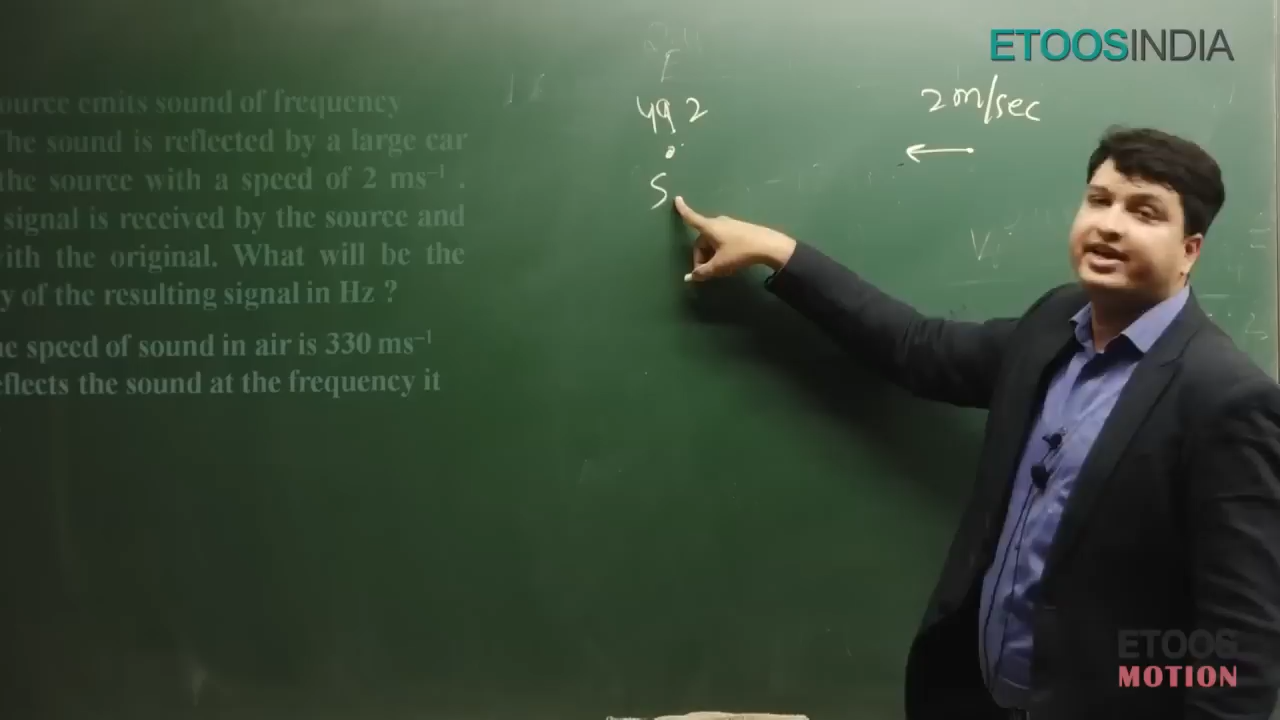 ETOOSINDIA
ource emits sound of frequency
The sound is reflected by a large car
the source with a speed of 2 ms⁻¹ .
signal is received by the source and
with the original. What will be the
y of the resulting signal in Hz ?
he speed of sound in air is 330 ms⁻¹
eflects the sound at the frequency it
492
S
2 m/sec
V
ETOOS
MOTION